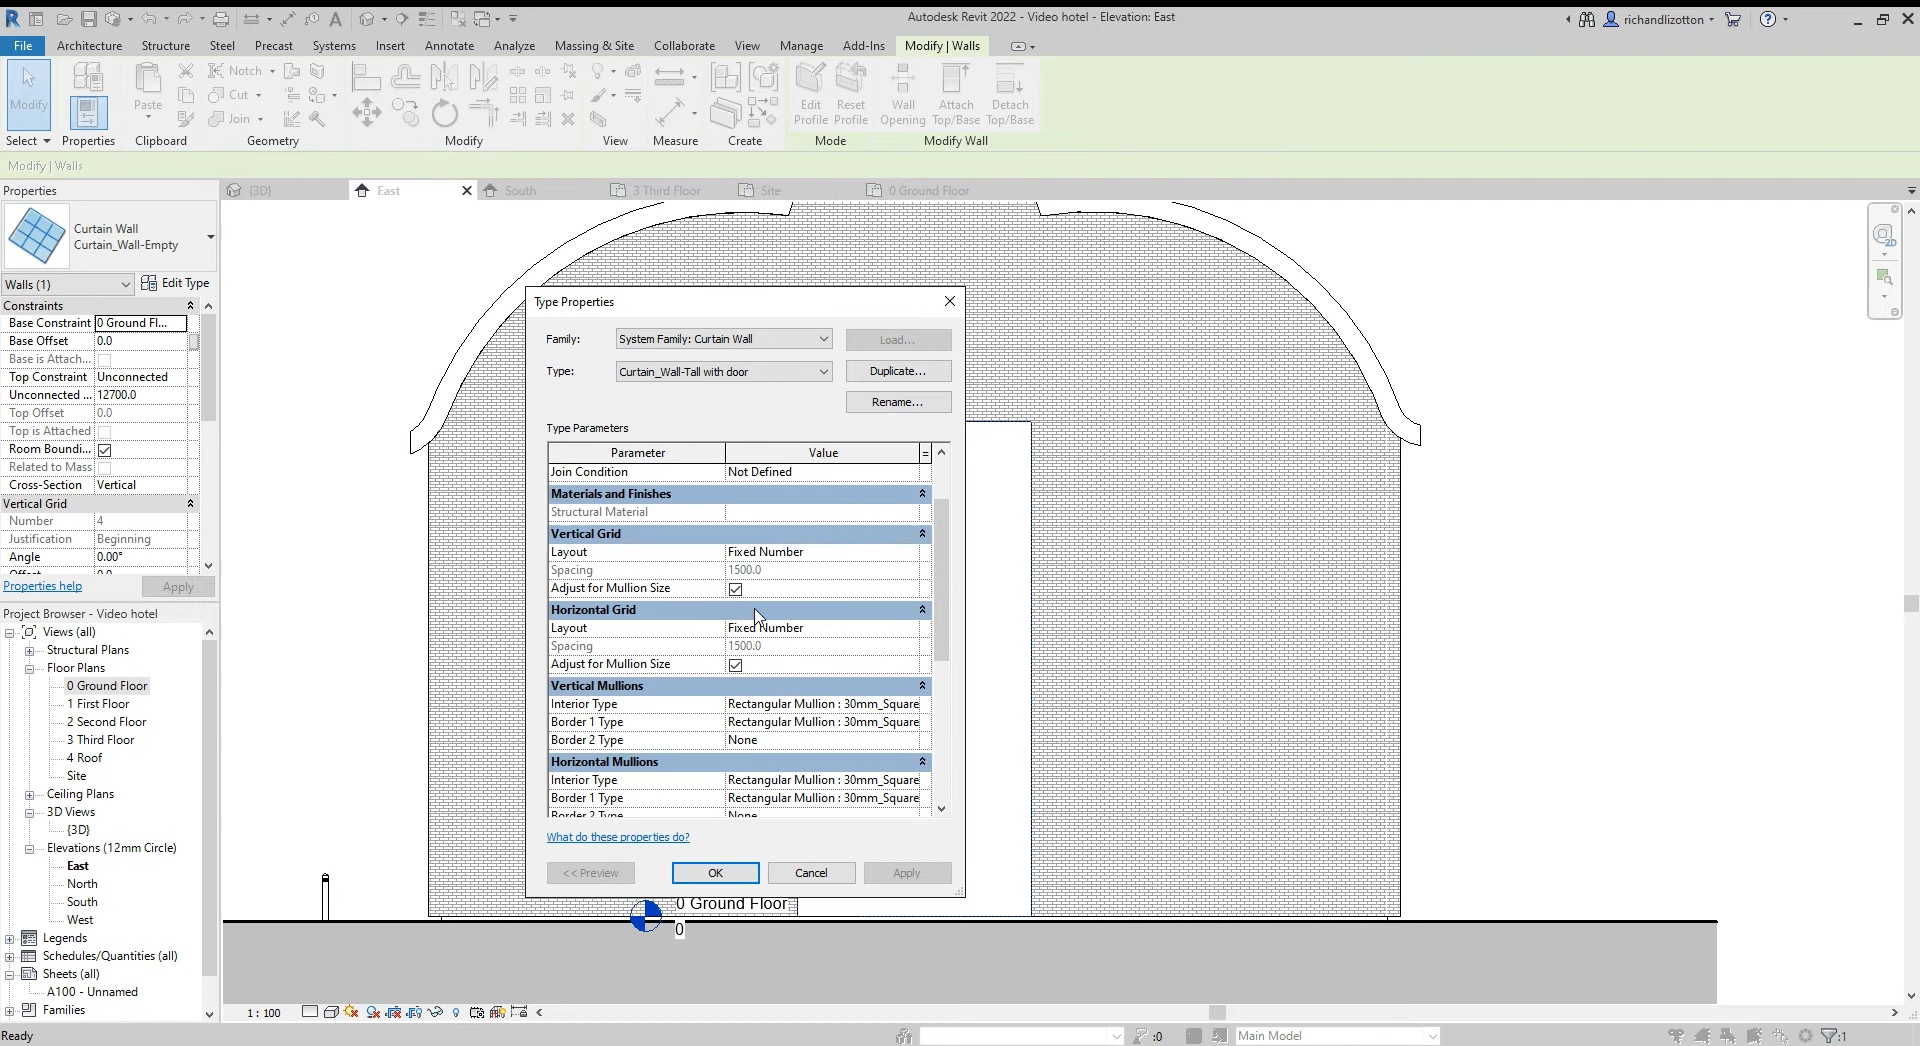 Autodesk Revit 2022 - Video hotel - Elevation: East
richandlizotton
File Architecture Structure Steel Precast Systems Insert Annotate Analyze Massing & Site Collaborate View Manage Add-Ins Modify | Walls
Modify
Paste
Notch
Cut
Join
Edit Profile
Reset Profile
Wall Opening
Attach Top/Base
Detach Top/Base
Select Properties Clipboard Geometry Modify View Measure Create Mode Modify Wall
Modify | Walls
Properties
{3D} East South 3 Third Floor Site 0 Ground Floor
Curtain Wall
Curtain_Wall-Empty
Walls (1) Edit Type
Constraints
Base Constraint 0 Ground Fl...
Base Offset 0.0
Base is Attach...
Top Constraint Unconnected
Unconnected ... 12700.0
Top Offset 0.0
Top is Attached
Room Boundi...
Related to Mass
Cross-Section Vertical
Vertical Grid
Number 4
Justification Beginning
Angle 0.00°
Properties help Apply
Project Browser - Video hotel
Views (all)
Structural Plans
Floor Plans
0 Ground Floor
1 First Floor
2 Second Floor
3 Third Floor
4 Roof
Site
Ceiling Plans
3D Views
{3D}
Elevations (12mm Circle)
East
North
South
West
Legends
Schedules/Quantities (all)
Sheets (all)
A100 - Unnamed
Families
Type Properties
Family: System Family: Curtain Wall Load...
Type: Curtain_Wall-Tall with door Duplicate...
Rename...
Type Parameters
Parameter Value =
Join Condition Not Defined
Materials and Finishes
Structural Material
Vertical Grid
Layout Fixed Number
Spacing 1500.0
Adjust for Mullion Size
Horizontal Grid
Layout Fixed Number
Spacing 1500.0
Adjust for Mullion Size
Vertical Mullions
Interior Type Rectangular Mullion : 30mm_Square
Border 1 Type Rectangular Mullion : 30mm_Square
Border 2 Type None
Horizontal Mullions
Interior Type Rectangular Mullion : 30mm_Square
Border 1 Type Rectangular Mullion : 30mm_Square
Border 2 Type None
What do these properties do?
<< Preview OK Cancel Apply
0 Ground Floor
0
2D
1 : 100
Ready
:0
Main Model
:1